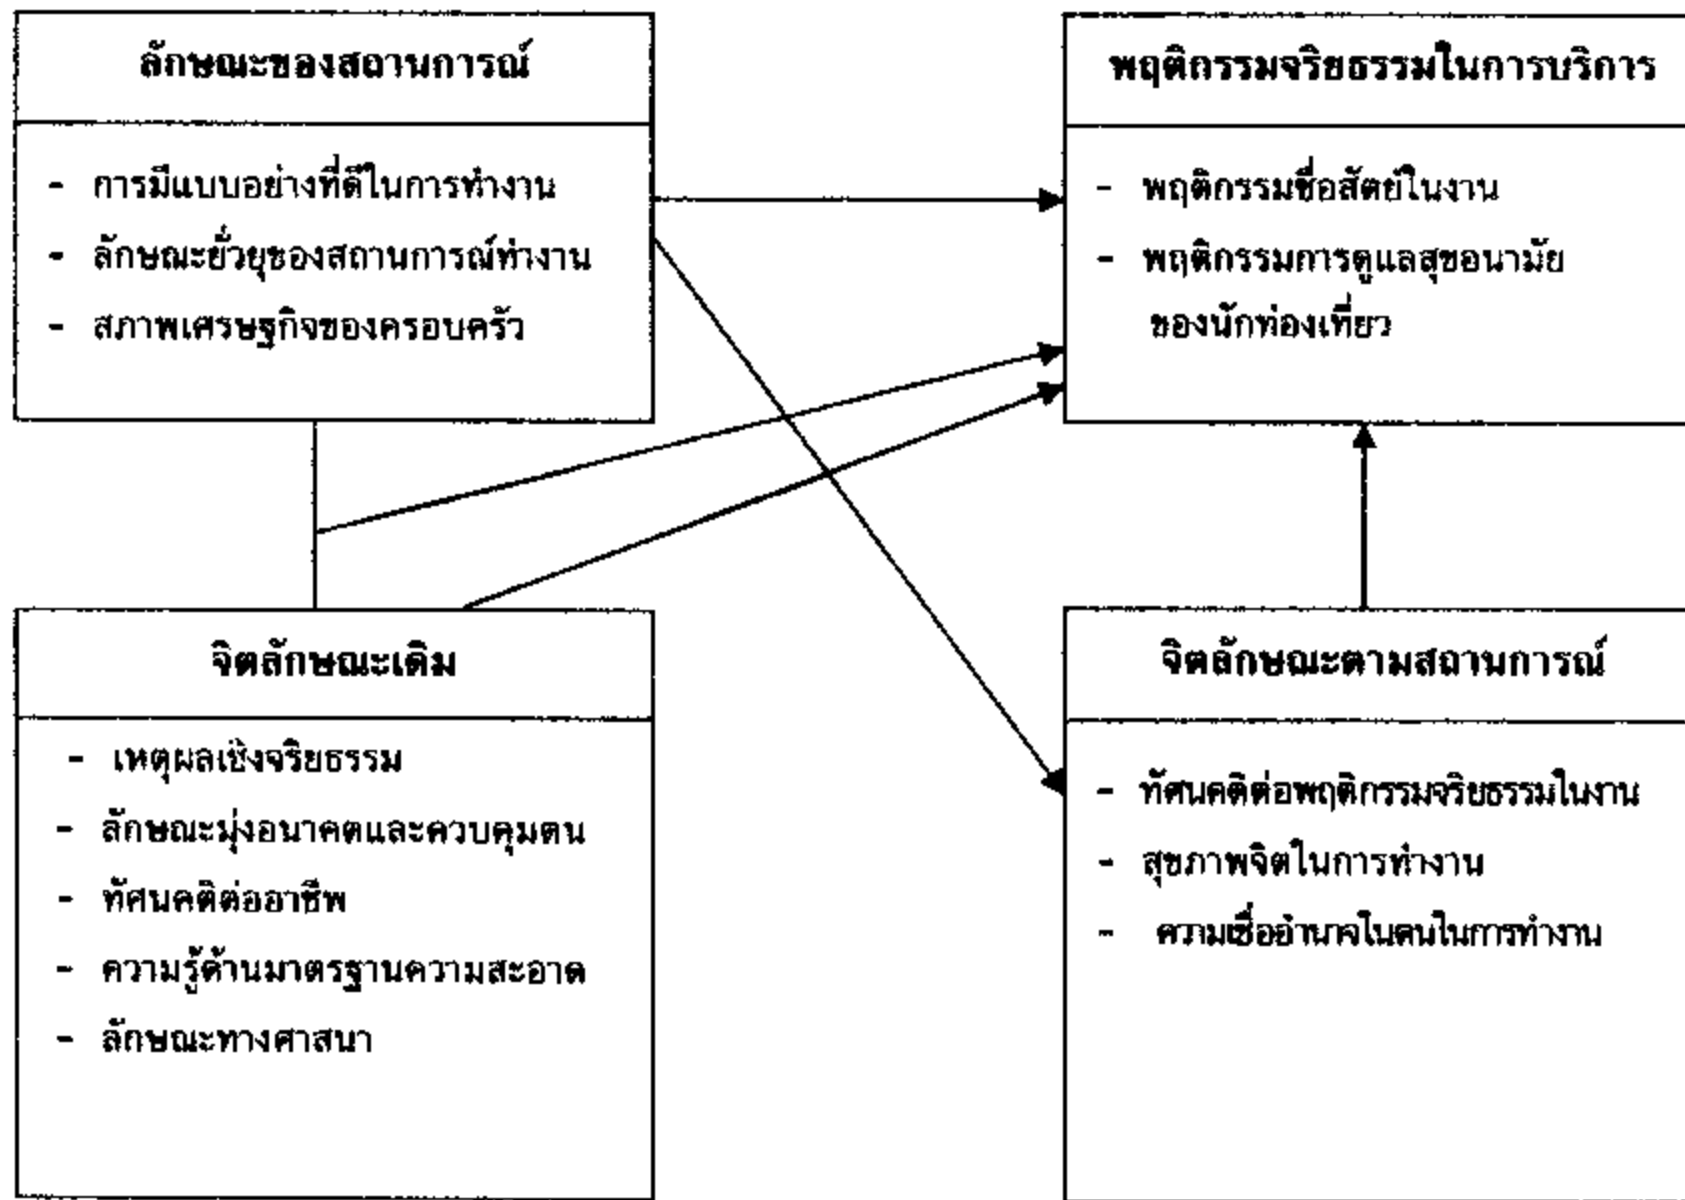 ลักษณะของสถานการณ์
- การมีแบบอย่างที่ดีในการทำงาน
- ลักษณะยั่วยุของสถานการณ์ทำงาน
- สภาพเศรษฐกิจของครอบครัว
พฤติกรรมจริยธรรมในการบริการ
- พฤติกรรมซื่อสัตย์ในงาน
- พฤติกรรมการดูแลสุขอนามัย
ของนักท่องเที่ยว
จิตลักษณะเดิม
- เหตุผลเชิงจริยธรรม
- ลักษณะมุ่งอนาคตและควบคุมตน
- ทัศนคติต่ออาชีพ
- ความรู้ด้านมาตรฐานความสะอาด
- ลักษณะทางศาสนา
จิตลักษณะตามสถานการณ์
- ทัศนคติต่อพฤติกรรมจริยธรรมในงาน
- สุขภาพจิตในการทำงาน
- ความเชื่ออำนาจในตนในการทำงาน